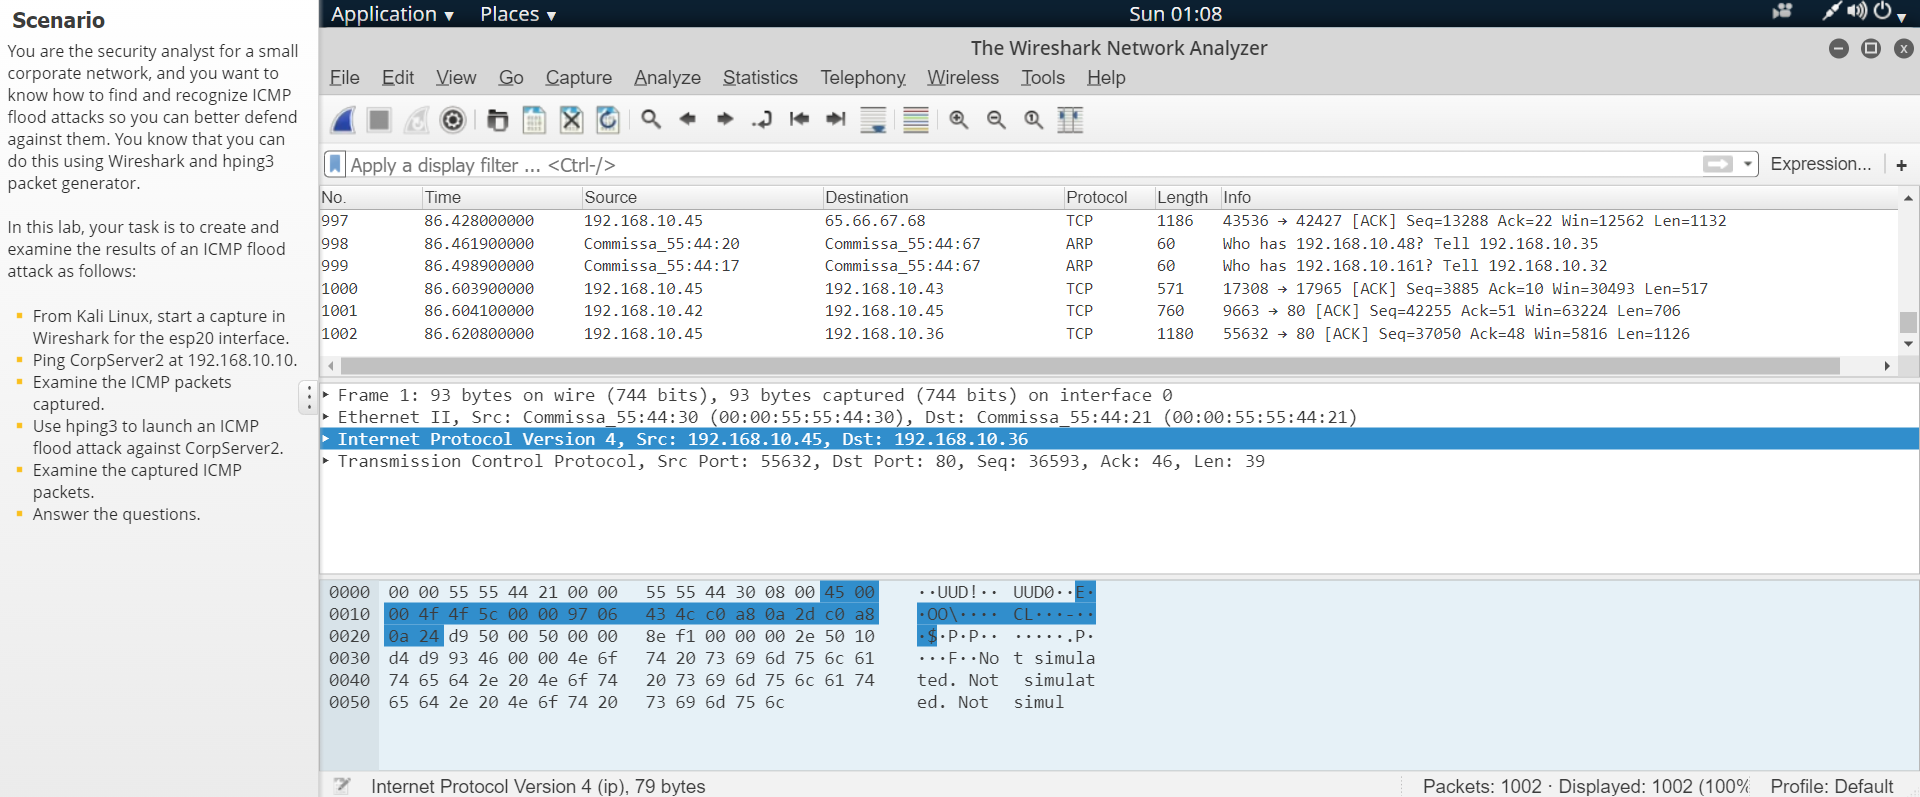 Scenario
You are the security analyst for a small
corporate network, and you want to
know how to find and recognize ICMP
flood attacks so you can better defend
against them. You know that you can
do this using Wireshark and hping3
packet generator.
In this lab, your task is to create and
examine the results of an ICMP flood
attack as follows:
From Kali Linux, start a capture in
Wireshark for the esp20 interface.
Ping CorpServer2 at 192.168.10.10.
Examine the ICMP packets
captured.
Use hping3 to launch an ICMP
flood attack against CorpServer2.
Examine the captured ICMP
packets.
Answer the questions.
Application ▾ Places ▾ Sun 01:08
The Wireshark Network Analyzer
File Edit View Go Capture Analyze Statistics Telephony Wireless Tools Help
Apply a display filter ... <Ctrl-/> Expression... +
No. Time Source Destination Protocol Length Info
997 86.428000000 192.168.10.45 65.66.67.68 TCP 1186 43536 → 42427 [ACK] Seq=13288 Ack=22 Win=12562 Len=1132
998 86.461900000 Commissa_55:44:20 Commissa_55:44:67 ARP 60 Who has 192.168.10.48? Tell 192.168.10.35
999 86.498900000 Commissa_55:44:17 Commissa_55:44:67 ARP 60 Who has 192.168.10.161? Tell 192.168.10.32
1000 86.603900000 192.168.10.45 192.168.10.43 TCP 571 17308 → 17965 [ACK] Seq=3885 Ack=10 Win=30493 Len=517
1001 86.604100000 192.168.10.42 192.168.10.45 TCP 760 9663 → 80 [ACK] Seq=42255 Ack=51 Win=63224 Len=706
1002 86.620800000 192.168.10.45 192.168.10.36 TCP 1180 55632 → 80 [ACK] Seq=37050 Ack=48 Win=5816 Len=1126
Frame 1: 93 bytes on wire (744 bits), 93 bytes captured (744 bits) on interface 0
Ethernet II, Src: Commissa_55:44:30 (00:00:55:55:44:30), Dst: Commissa_55:44:21 (00:00:55:55:44:21)
Internet Protocol Version 4, Src: 192.168.10.45, Dst: 192.168.10.36
Transmission Control Protocol, Src Port: 55632, Dst Port: 80, Seq: 36593, Ack: 46, Len: 39
0000 00 00 55 55 44 21 00 00 55 55 44 30 08 00 45 00 ··UUD!·· UUD0··E·
0010 00 4f 4f 5c 00 00 97 06 43 4c c0 a8 0a 2d c0 a8 ·OO\···· CL···-··
0020 0a 24 d9 50 00 50 00 00 8e f1 00 00 00 2e 50 10 ·$·P·P·· ·····.P·
0030 d4 d9 93 46 00 00 4e 6f 74 20 73 69 6d 75 6c 61 ···F··No t simula
0040 74 65 64 2e 20 4e 6f 74 20 73 69 6d 75 6c 61 74 ted. Not simulat
0050 65 64 2e 20 4e 6f 74 20 73 69 6d 75 6c ed. Not simul
Internet Protocol Version 4 (ip), 79 bytes Packets: 1002 · Displayed: 1002 (100% Profile: Default